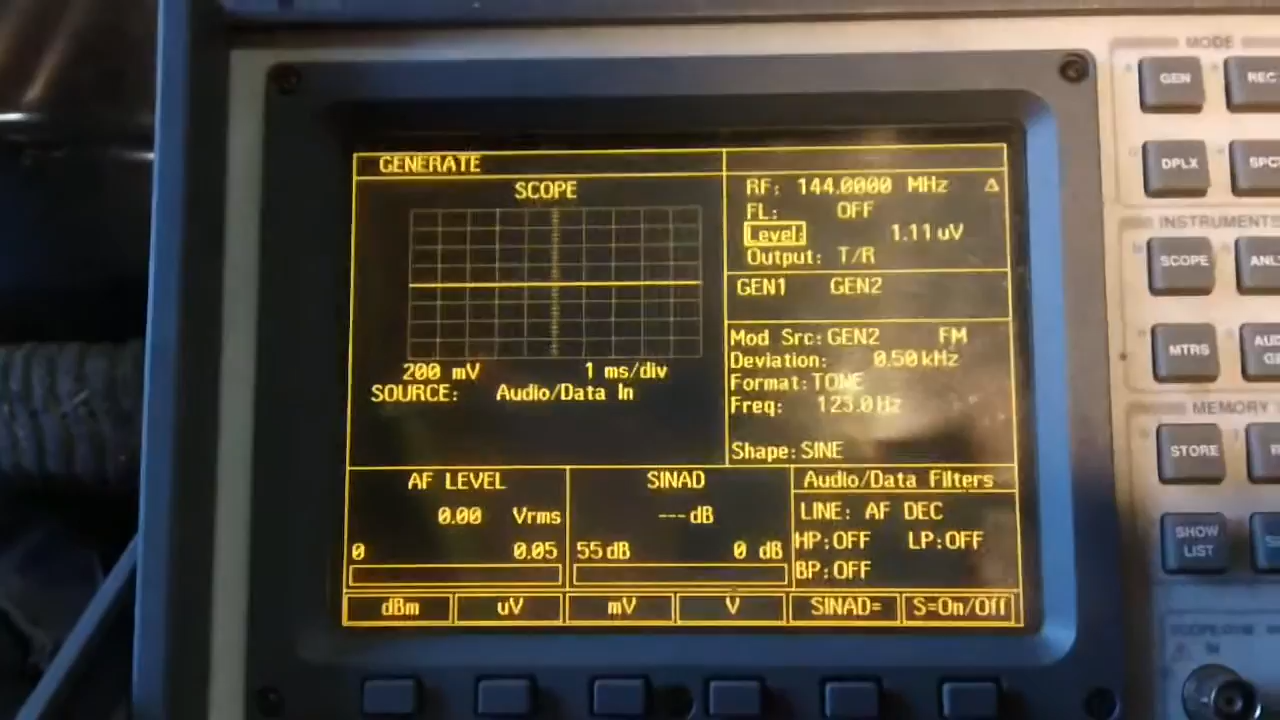 GENERATE
SCOPE
200 mV 1 ms/div
SOURCE: Audio/Data In
RF: 144.0000 MHz
FL: OFF
Level: 1.11 uV
Output: T/R
GEN1 GEN2
Mod Src: GEN2 FM
Deviation: 0.50 kHz
Format: TONE
Freq: 123.0 Hz
Shape: SINE
AF LEVEL
0.00 Vrms
0 0.05
SINAD
--- dB
55 dB 0 dB
Audio/Data Filters
LINE: AF DEC
HP: OFF LP: OFF
BP: OFF
dBm uV mV V SINAD= S=On/Off
MODE
GEN REC
DPLX
INSTRUMENTS
SCOPE
MTRS
MEMORY
STORE
SHOW LIST
IN